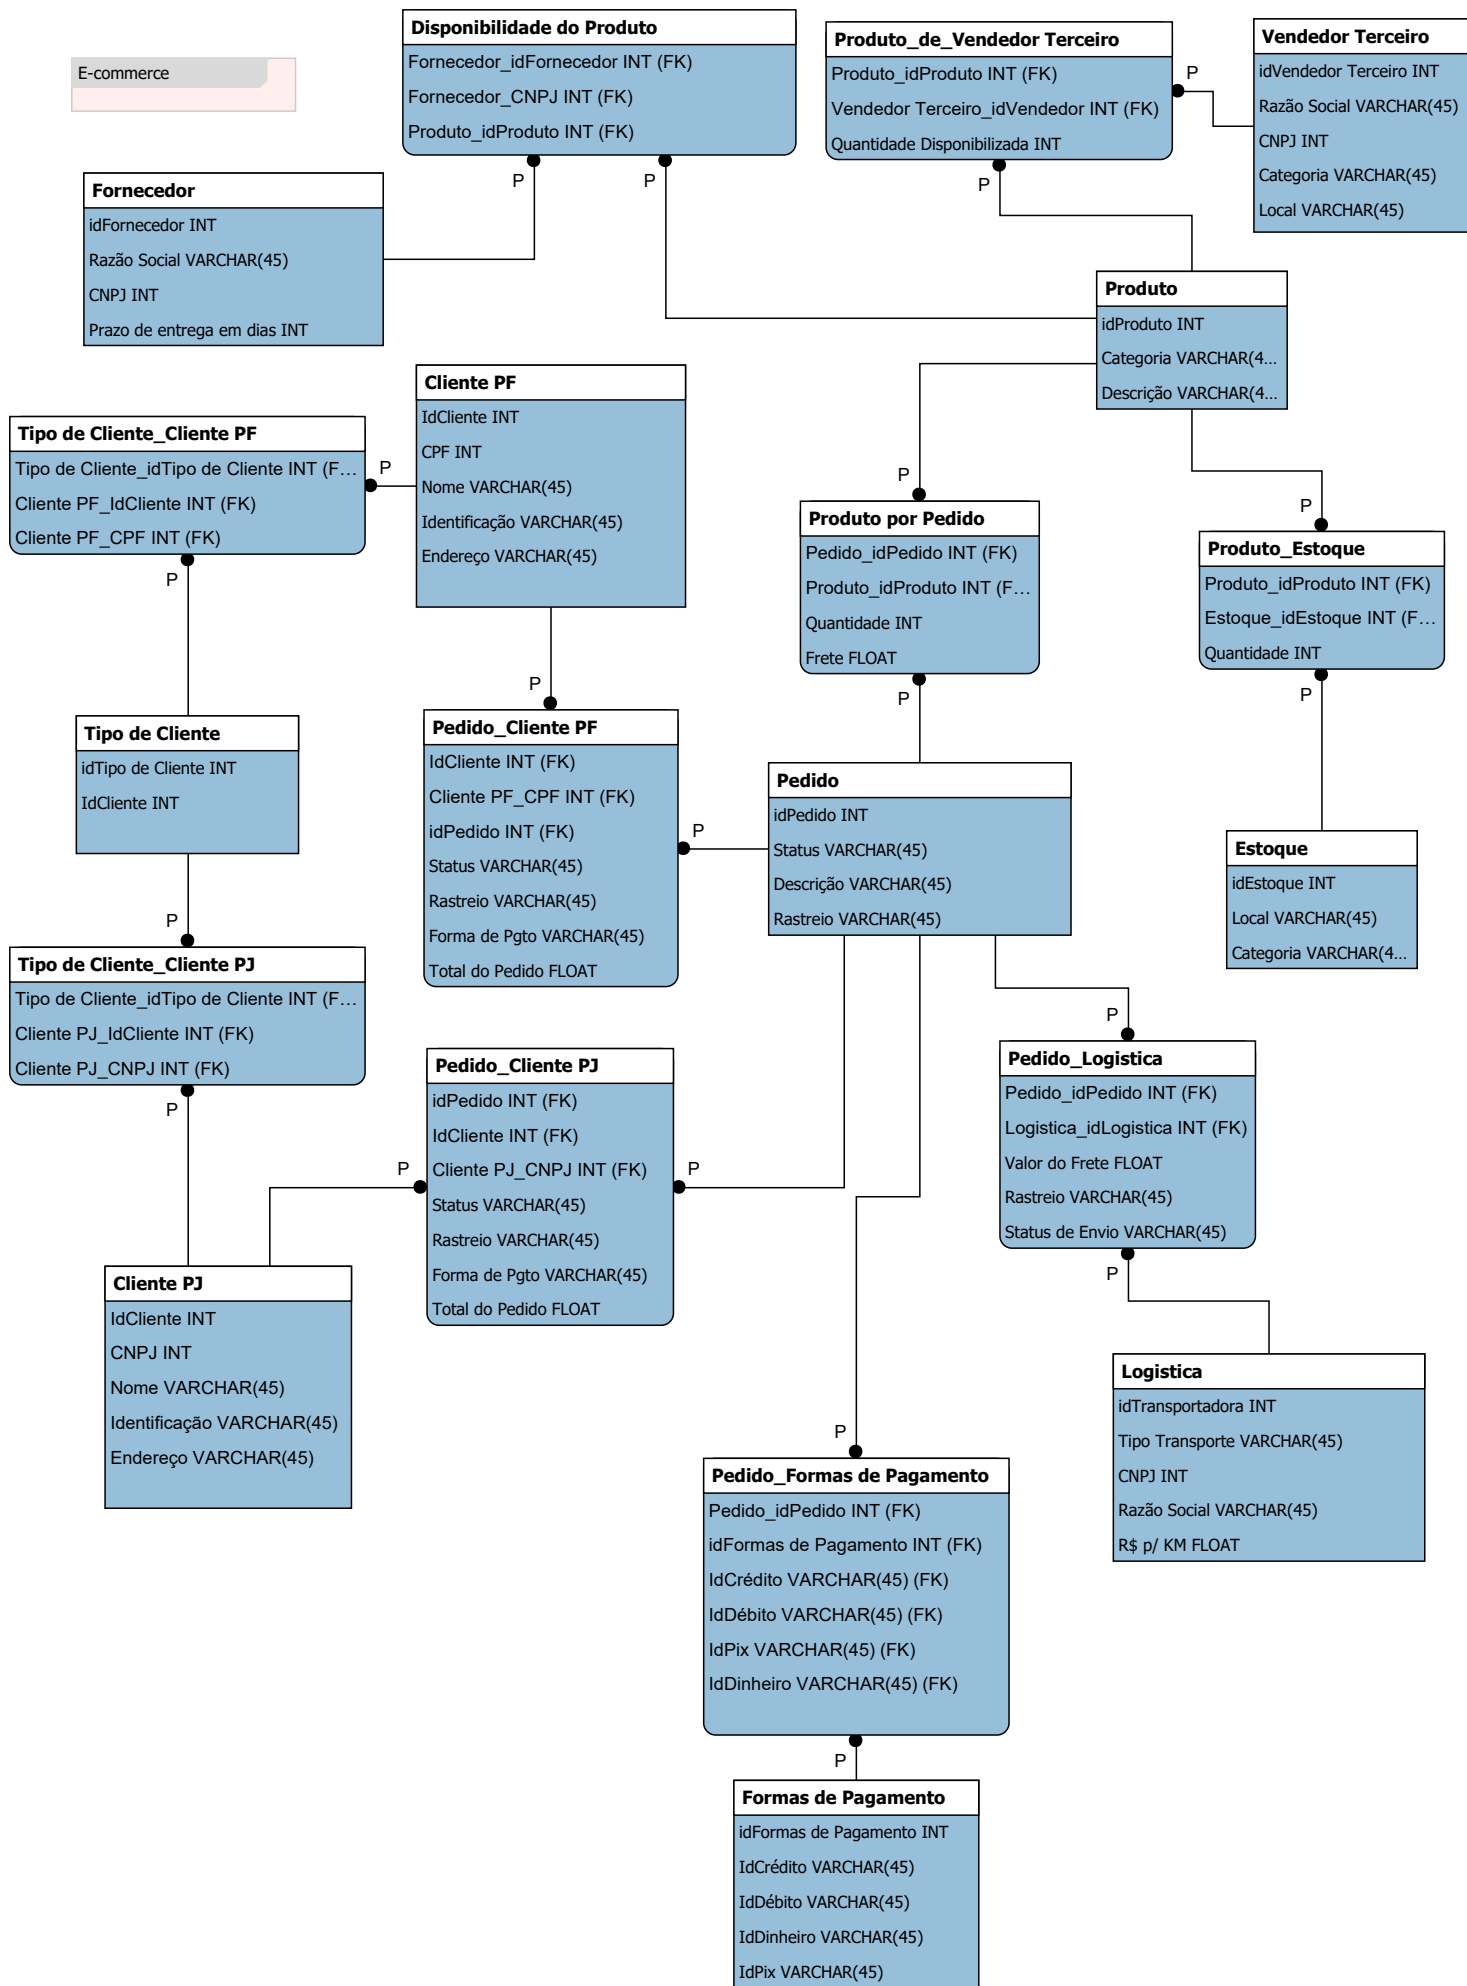 E-commerce
Disponibilidade do Produto
Fornecedor_idFornecedor INT (FK)
Fornecedor_CNPJ INT (FK)
Produto_idProduto INT (FK)
P
P
Produto_de_Vendedor Terceiro
Produto_idProduto INT (FK)
Vendedor Terceiro_idVendedor INT (FK)
Quantidade Disponibilizada INT
P
P
Vendedor Terceiro
idVendedor Terceiro INT
Razão Social VARCHAR(45)
CNPJ INT
Categoria VARCHAR(45)
Local VARCHAR(45)
Fornecedor
idFornecedor INT
Razão Social VARCHAR(45)
CNPJ INT
Prazo de entrega em dias INT
Produto
idProduto INT
Categoria VARCHAR(4...
Descrição VARCHAR(4...
Cliente PF
IdCliente INT
CPF INT
Nome VARCHAR(45)
Identificação VARCHAR(45)
Endereço VARCHAR(45)
Tipo de Cliente_Cliente PF
Tipo de Cliente_idTipo de Cliente INT (F...
Cliente PF_IdCliente INT (FK)
Cliente PF_CPF INT (FK)
P
P
P
Produto por Pedido
Pedido_idPedido INT (FK)
Produto_idProduto INT (F...
Quantidade INT
Frete FLOAT
P
P
Produto_Estoque
Produto_idProduto INT (FK)
Estoque_idEstoque INT (F...
Quantidade INT
P
Tipo de Cliente
idTipo de Cliente INT
IdCliente INT
P
Pedido_Cliente PF
IdCliente INT (FK)
Cliente PF_CPF INT (FK)
idPedido INT (FK)
Status VARCHAR(45)
Rastreio VARCHAR(45)
Forma de Pgto VARCHAR(45)
Total do Pedido FLOAT
P
Pedido
idPedido INT
Status VARCHAR(45)
Descrição VARCHAR(45)
Rastreio VARCHAR(45)
Estoque
idEstoque INT
Local VARCHAR(45)
Categoria VARCHAR(4...
P
Tipo de Cliente_Cliente PJ
Tipo de Cliente_idTipo de Cliente INT (F...
Cliente PJ_IdCliente INT (FK)
Cliente PJ_CNPJ INT (FK)
P
P
Pedido_Cliente PJ
idPedido INT (FK)
IdCliente INT (FK)
Cliente PJ_CNPJ INT (FK)
Status VARCHAR(45)
Rastreio VARCHAR(45)
Forma de Pgto VARCHAR(45)
Total do Pedido FLOAT
P
P
Pedido_Logistica
Pedido_idPedido INT (FK)
Logistica_idLogistica INT (FK)
Valor do Frete FLOAT
Rastreio VARCHAR(45)
Status de Envio VARCHAR(45)
P
Cliente PJ
IdCliente INT
CNPJ INT
Nome VARCHAR(45)
Identificação VARCHAR(45)
Endereço VARCHAR(45)
Logistica
idTransportadora INT
Tipo Transporte VARCHAR(45)
CNPJ INT
Razão Social VARCHAR(45)
R$ p/ KM FLOAT
P
Pedido_Formas de Pagamento
Pedido_idPedido INT (FK)
idFormas de Pagamento INT (FK)
IdCrédito VARCHAR(45) (FK)
IdDébito VARCHAR(45) (FK)
IdPix VARCHAR(45) (FK)
IdDinheiro VARCHAR(45) (FK)
P
Formas de Pagamento
idFormas de Pagamento INT
IdCrédito VARCHAR(45)
IdDébito VARCHAR(45)
IdDinheiro VARCHAR(45)
IdPix VARCHAR(45)